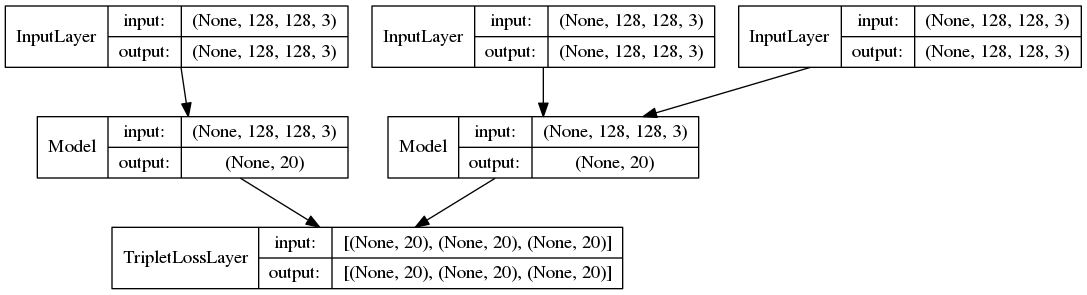 InputLayer input: (None, 128, 128, 3)
output: (None, 128, 128, 3)
InputLayer input: (None, 128, 128, 3)
output: (None, 128, 128, 3)
InputLayer input: (None, 128, 128, 3)
output: (None, 128, 128, 3)
Model input: (None, 128, 128, 3)
output: (None, 20)
Model input: (None, 128, 128, 3)
output: (None, 20)
TripletLossLayer input: [(None, 20), (None, 20), (None, 20)]
output: [(None, 20), (None, 20), (None, 20)]